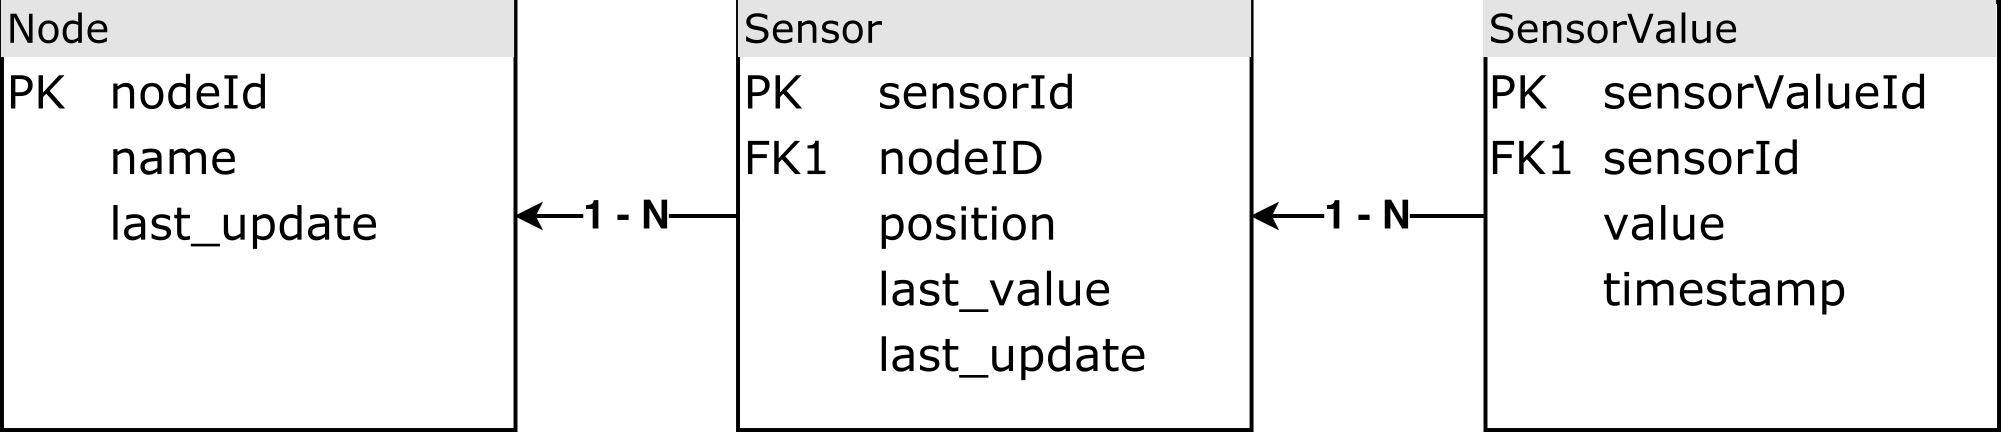 Node
PK nodeId
name
last_update
1 - N
Sensor
PK sensorId
FK1 nodeID
position
last_value
last_update
1 - N
SensorValue
PK sensorValueId
FK1 sensorId
value
timestamp